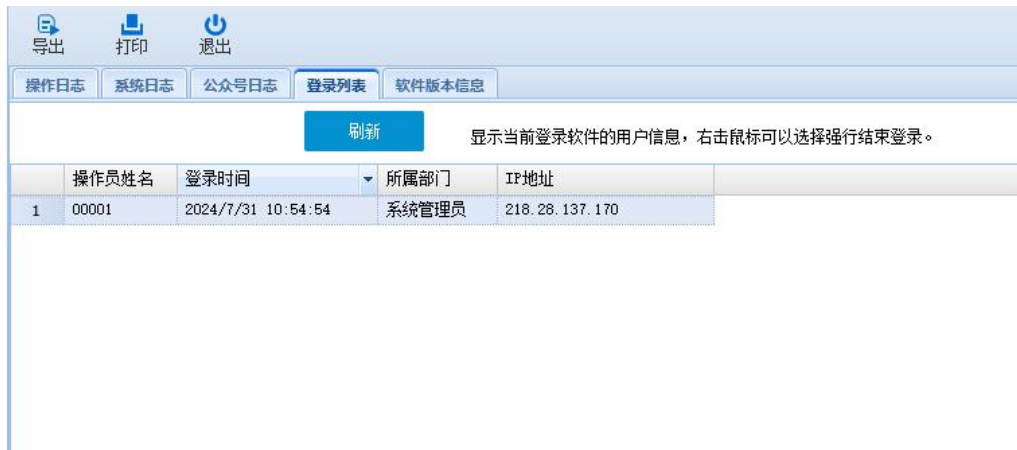 导出 打印 退出
操作日志 系统日志 公众号日志 登录列表 软件版本信息
刷新 显示当前登录软件的用户信息，右击鼠标可以选择强行结束登录。
操作员姓名 登录时间 所属部门 IP地址
1 00001 2024/7/31 10:54:54 系统管理员 218.28.137.170